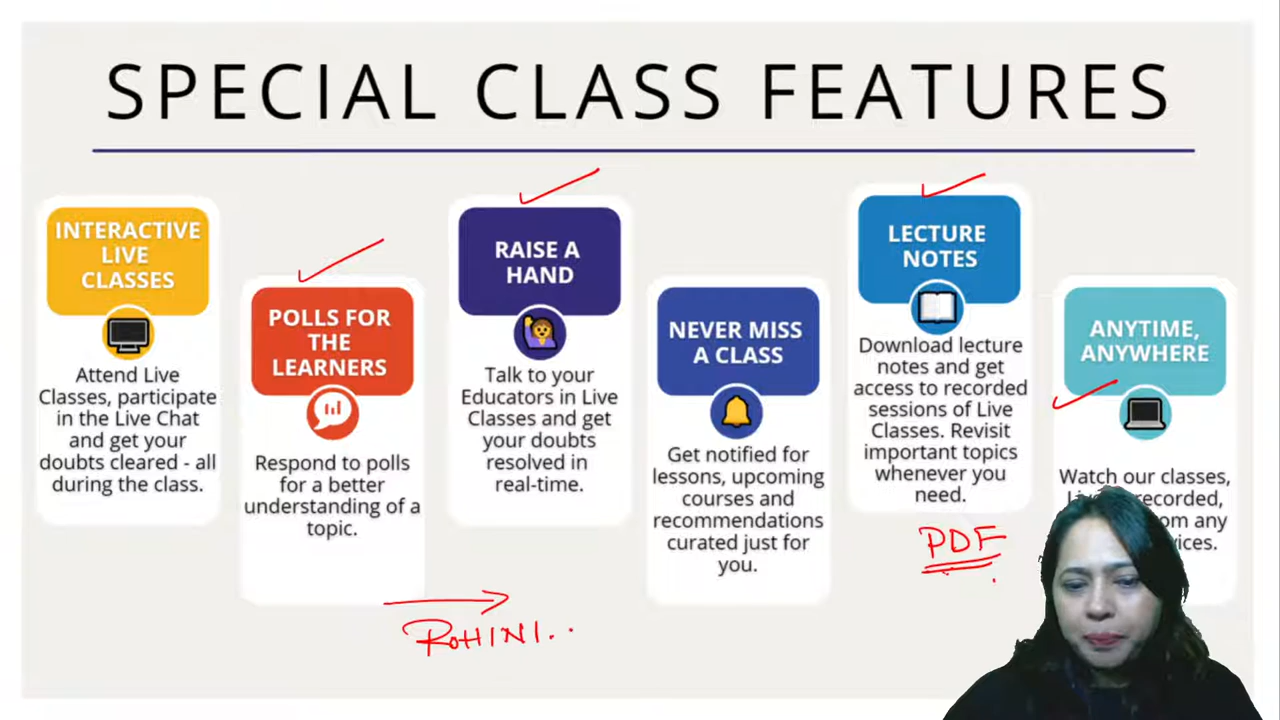 SPECIAL CLASS FEATURES
INTERACTIVE
LIVE
CLASSES
Attend Live
Classes, participate
in the Live Chat
and get your
doubts cleared - all
during the class.
POLLS FOR
THE
LEARNERS
Respond to polls
for a better
understanding of a
topic.
RAISE A
HAND
Talk to your
Educators in Live
Classes and get
your doubts
resolved in
real-time.
NEVER MISS
A CLASS
Get notified for
lessons, upcoming
courses and
recommendations
curated just for
you.
LECTURE
NOTES
Download lecture
notes and get
access to recorded
sessions of Live
Classes. Revisit
important topics
whenever you
need.
ANYTIME,
ANYWHERE
Watch our classes,
recorded,
any
PDF
ROHINI..